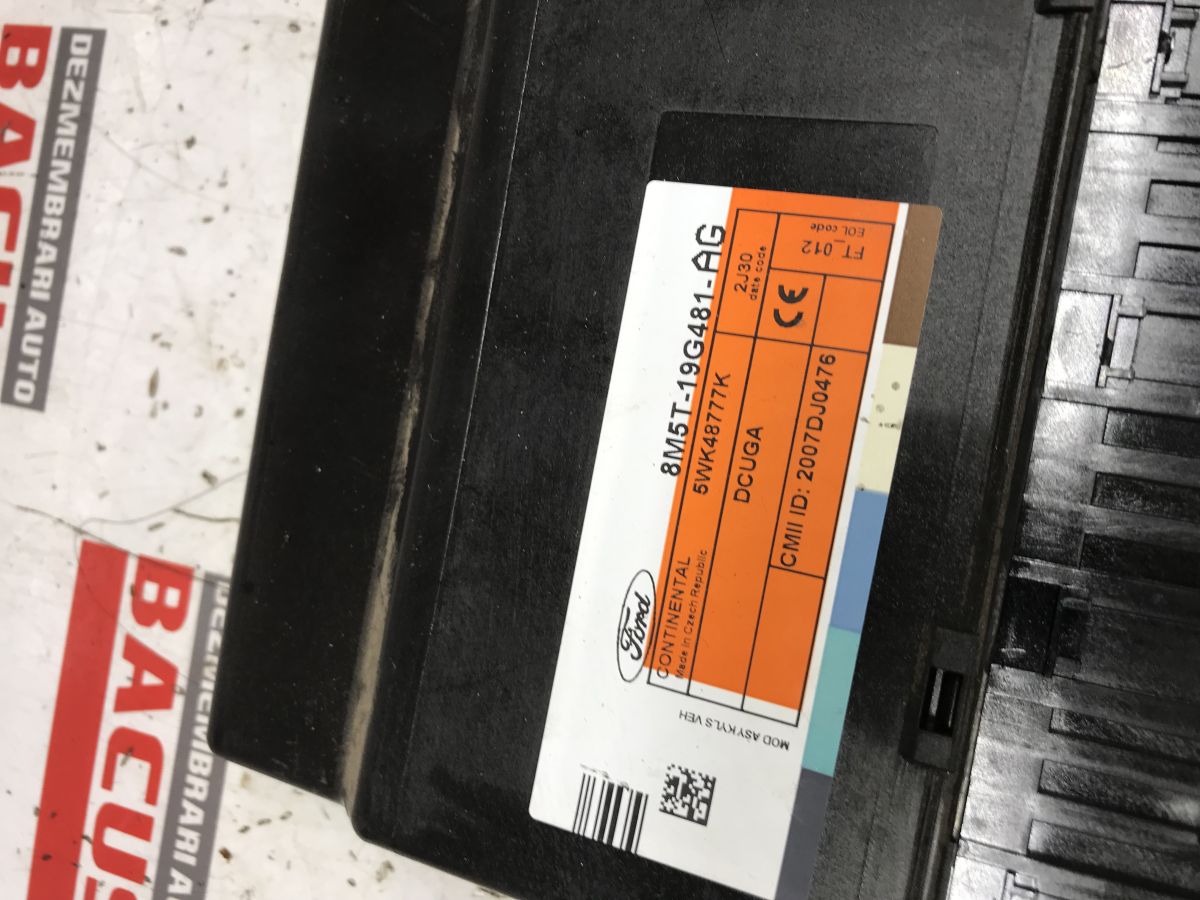 BACU
DEZMEMBRARI AUTO
BACU
DEZMEMBRARI AUTO
Ford
8M5T-19G481-AG
CONTINENTAL
Made in Czech Republic
5WK48777K
2J30
date code
DCUGA
CMII ID: 2007DJ0476
CE
FT_012
EOL code
MOD ASY KYLS VEH